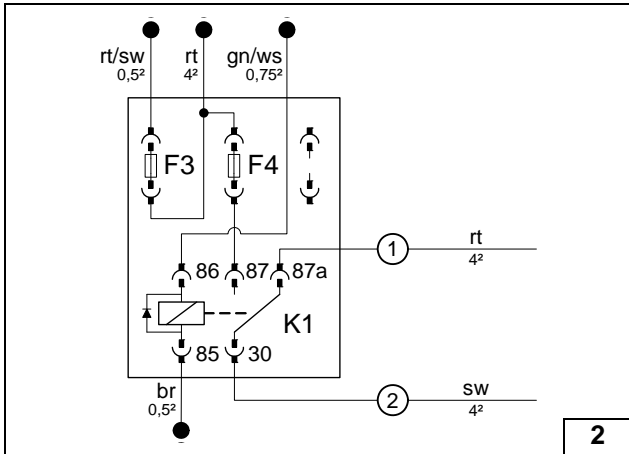 rt/sw rt gn/ws
0,5² 4² 0,75²
F3 F4
1 rt
4²
86 87 87a
K1
85 30
br
0,5²
2 sw
4²
2